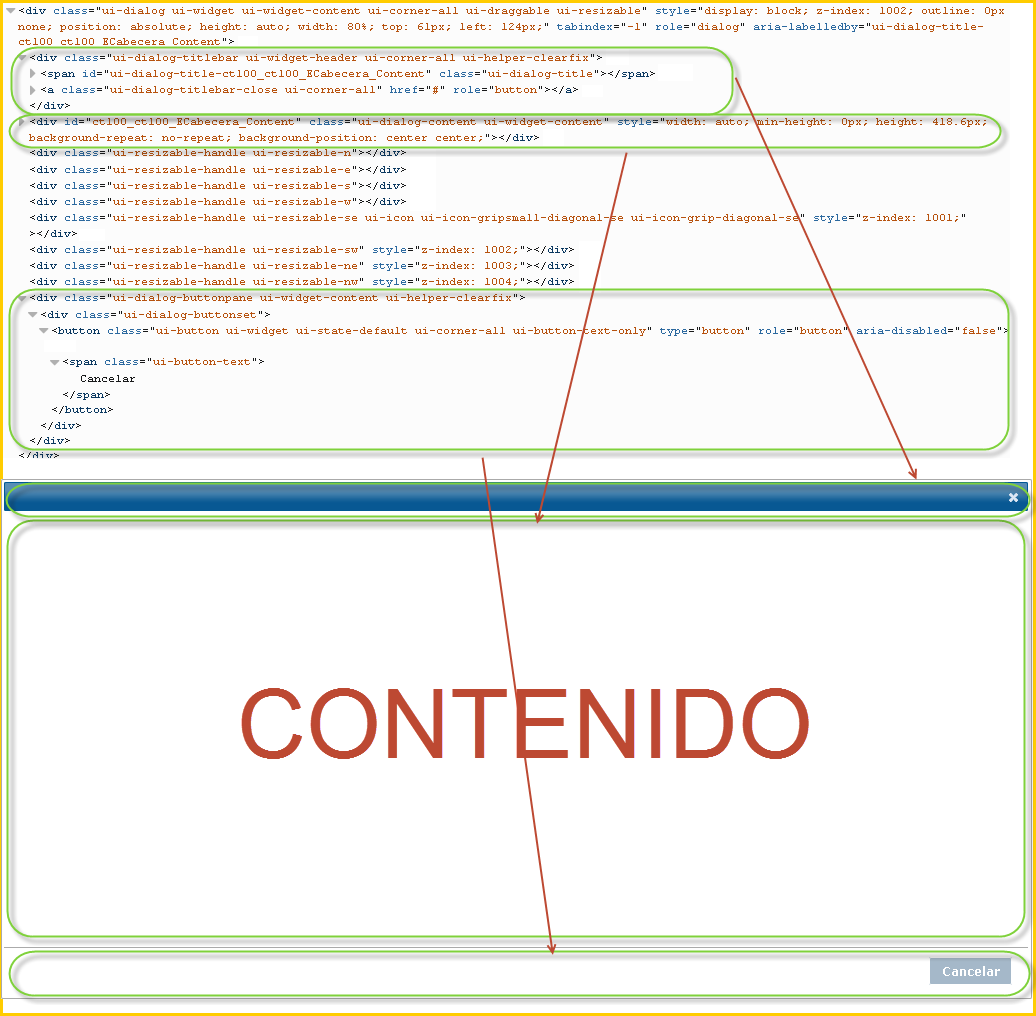 <div class="ui-dialog ui-widget ui-widget-content ui-corner-all ui-draggable ui-resizable" style="display: block; z-index: 1002; outline: 0px
none; position: absolute; height: auto; width: 80%; top: 61px; left: 124px;" tabindex="-1" role="dialog" aria-labelledby="ui-dialog-title-
ct100_ct100_ECabecera_Content">
<div class="ui-dialog-titlebar ui-widget-header ui-corner-all ui-helper-clearfix">
<span id="ui-dialog-title-ct100_ct100_ECabecera_Content" class="ui-dialog-title"></span>
<a class="ui-dialog-titlebar-close ui-corner-all" href="#" role="button"></a>
</div>
<div id="ct100_ct100_ECabecera_Content" class="ui-dialog-content ui-widget-content" style="width: auto; min-height: 0px; height: 418.6px;
background-repeat: no-repeat; background-position: center center;"></div>
<div class="ui-resizable-handle ui-resizable-n"></div>
<div class="ui-resizable-handle ui-resizable-e"></div>
<div class="ui-resizable-handle ui-resizable-s"></div>
<div class="ui-resizable-handle ui-resizable-w"></div>
<div class="ui-resizable-handle ui-resizable-se ui-icon ui-icon-gripsmall-diagonal-se ui-icon-grip-diagonal-se" style="z-index: 1001;"
></div>
<div class="ui-resizable-handle ui-resizable-sw" style="z-index: 1002;"></div>
<div class="ui-resizable-handle ui-resizable-ne" style="z-index: 1003;"></div>
<div class="ui-resizable-handle ui-resizable-nw" style="z-index: 1004;"></div>
<div class="ui-dialog-buttonpane ui-widget-content ui-helper-clearfix">
<div class="ui-dialog-buttonset">
<button class="ui-button ui-widget ui-state-default ui-corner-all ui-button-text-only" type="button" role="button" aria-disabled="false">
<span class="ui-button-text">
Cancelar
</span>
</button>
</div>
</div>
</div>
CONTENIDO
Cancelar